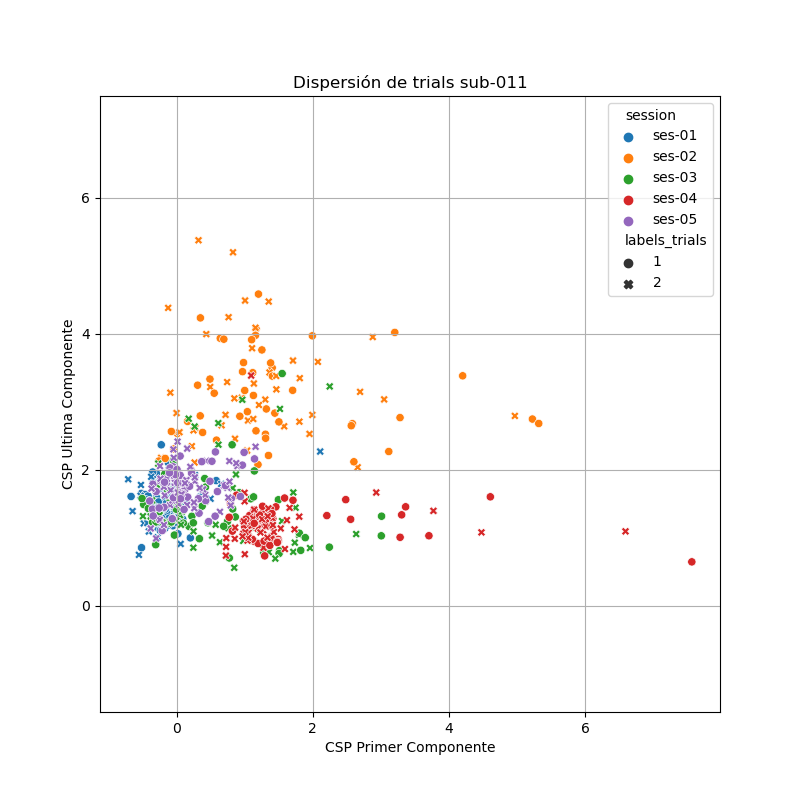 Dispersión de trials sub-011
session
ses-01
ses-02
ses-03
ses-04
ses-05
labels_trials
1
2
6
4
2
0
CSP Ultima Componente
0 2 4 6
CSP Primer Componente